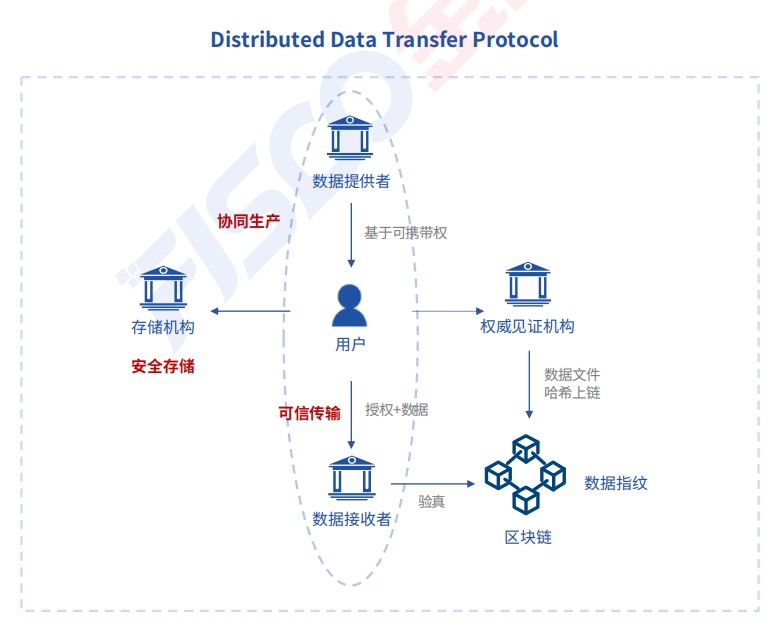 Distributed Data Transfer Protocol
数据提供者
协同生产
基于可携带权
存储机构
安全存储
用户
权威见证机构
数据文件
哈希上链
可信传输
授权+数据
数据接收者
验真
数据指纹
区块链
FISCO